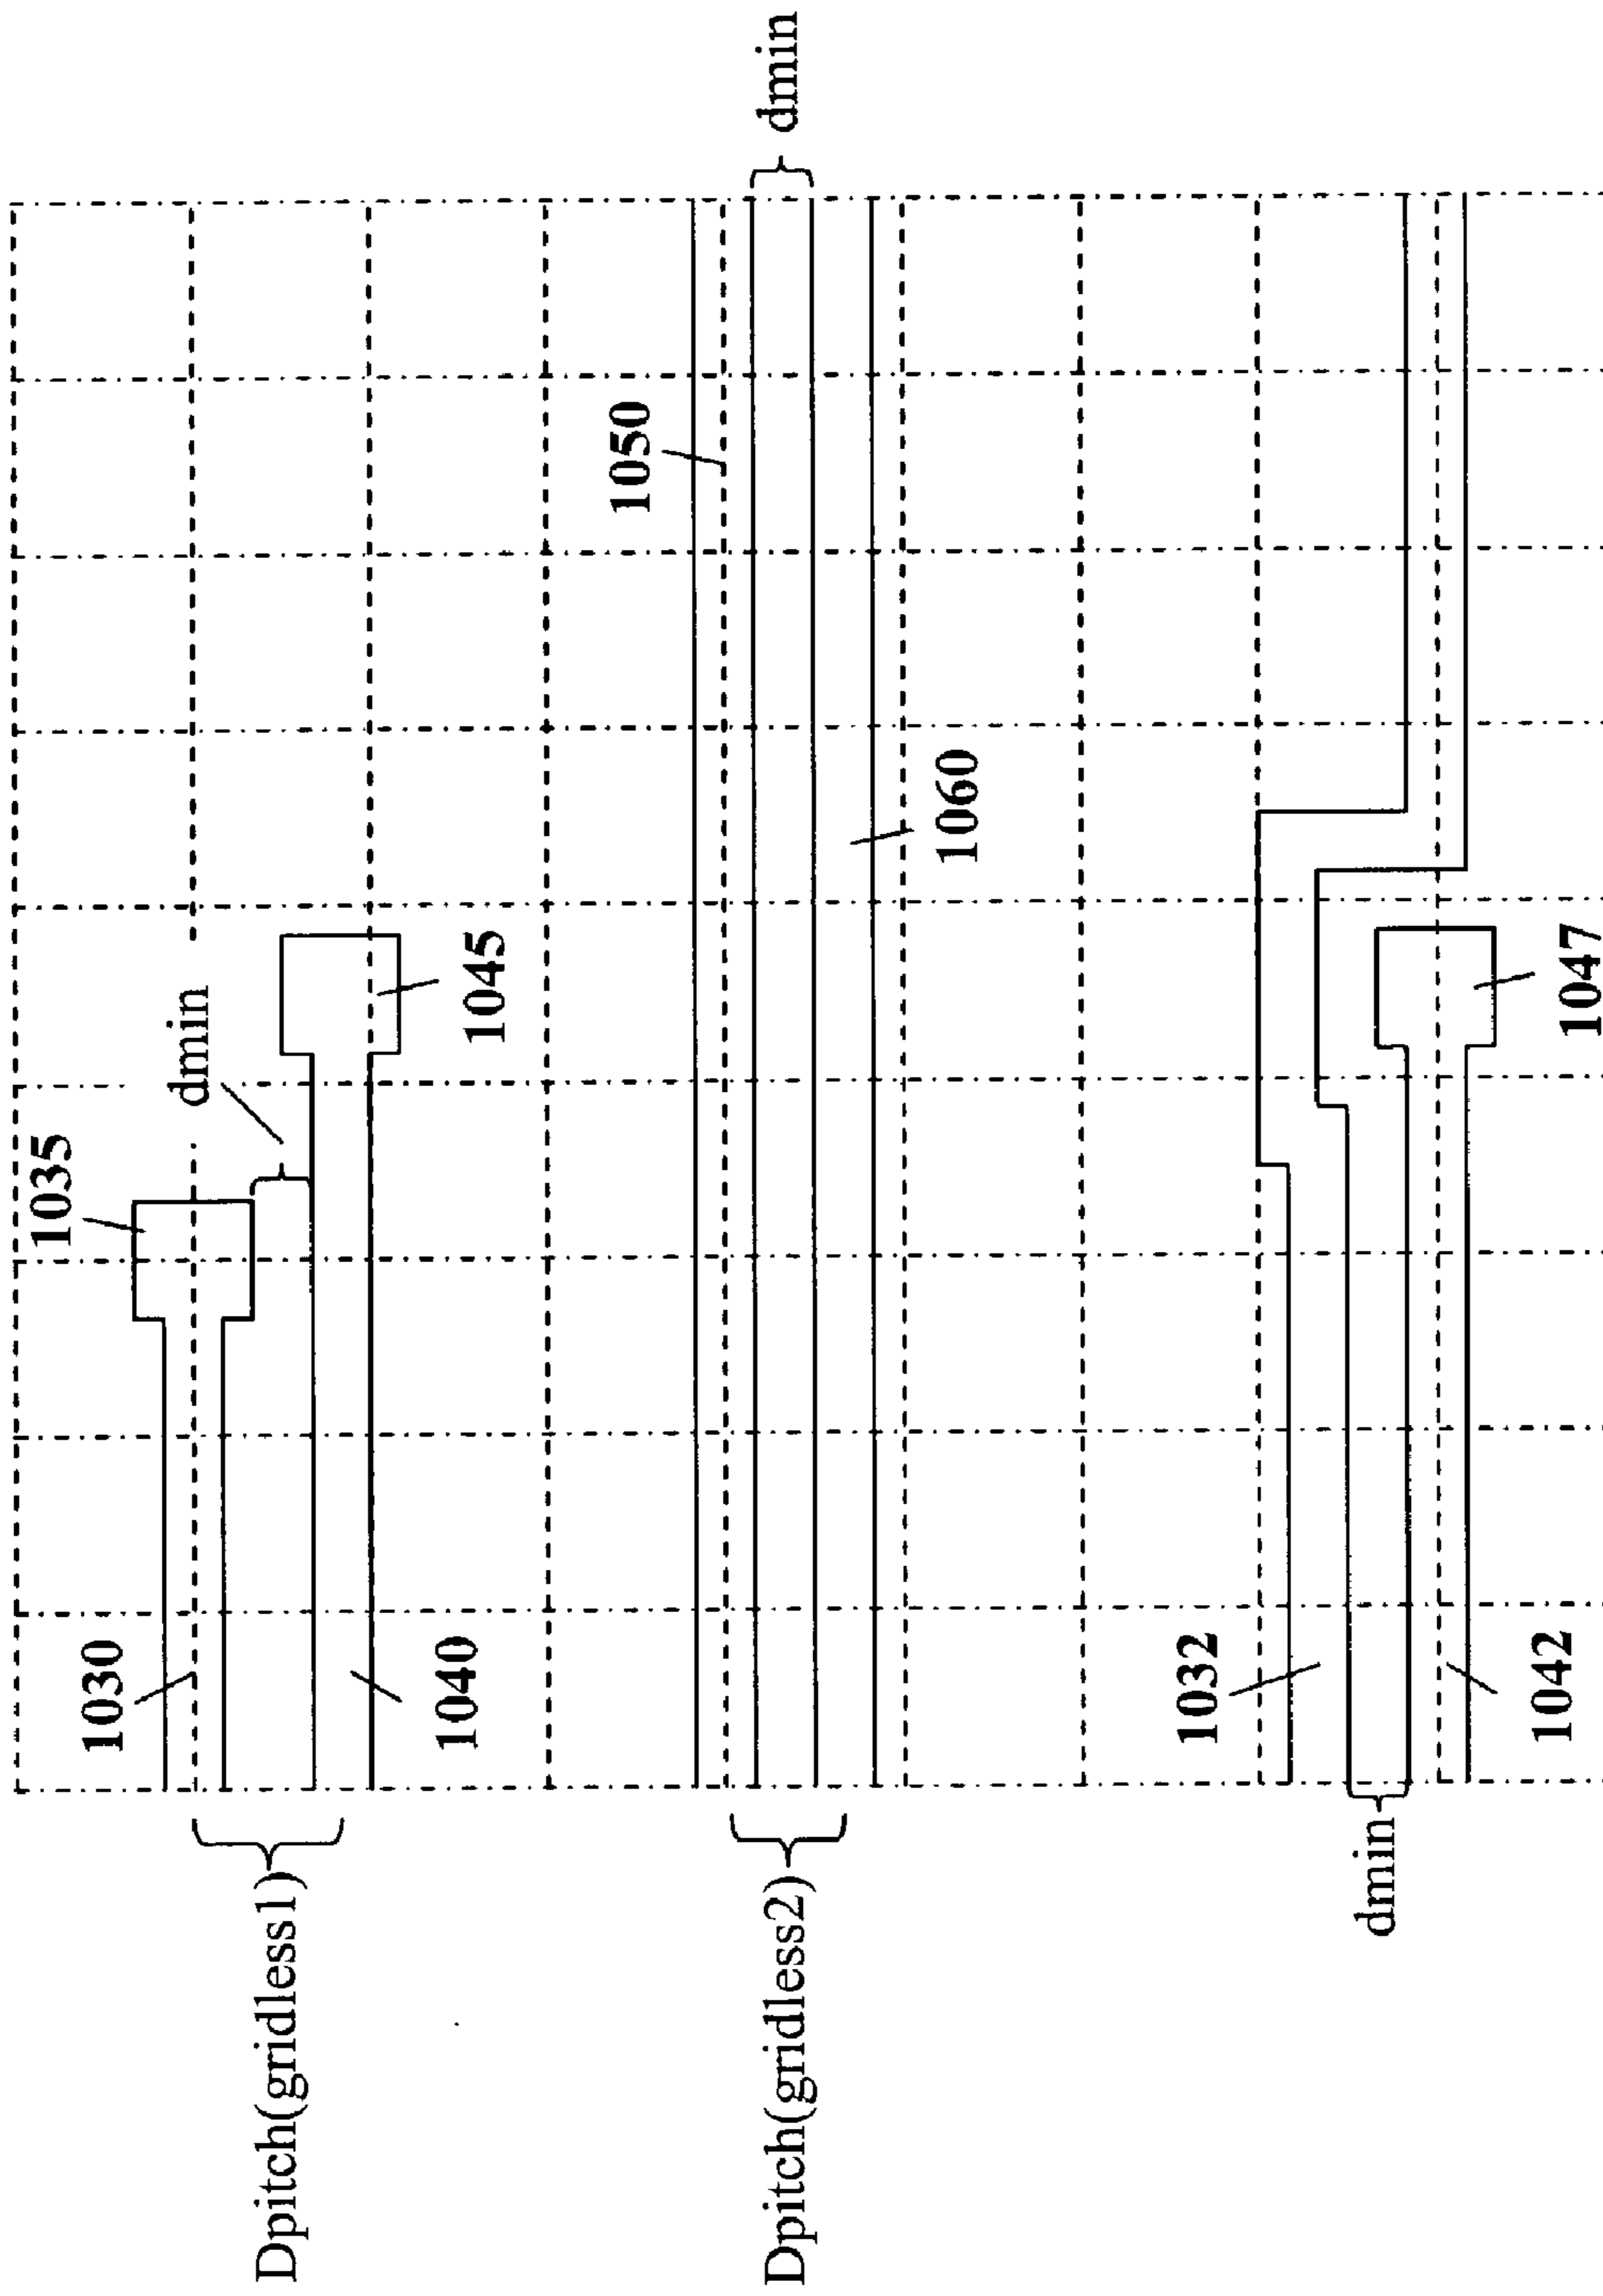 1035
dmin
1030
1045
1040
Dpitch(gridless1)
1050
dmin
Dpitch(gridless2)
1060
1032
dmin
1042
1047